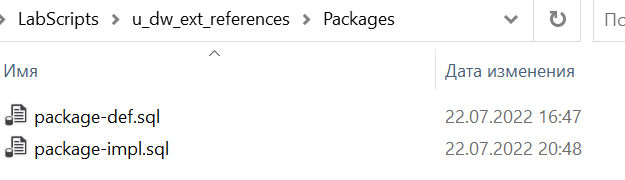 LabScripts > u_dw_ext_references > Packages По
Имя Дата изменения
package-def.sql 22.07.2022 16:47
package-impl.sql 22.07.2022 20:48